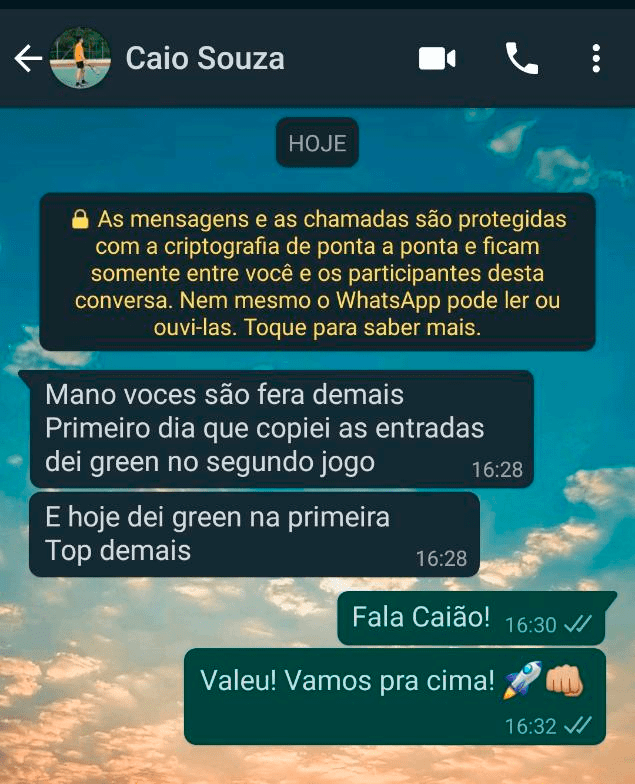 Caio Souza
HOJE
🔒 As mensagens e as chamadas são protegidas
com a criptografia de ponta a ponta e ficam
somente entre você e os participantes desta
conversa. Nem mesmo o WhatsApp pode ler ou
ouvi-las. Toque para saber mais.
Mano voces são fera demais
Primeiro dia que copiei as entradas
dei green no segundo jogo
16:28
E hoje dei green na primeira
Top demais
16:28
Fala Caião!
16:30
Valeu! Vamos pra cima! 🚀👊🏼
16:32